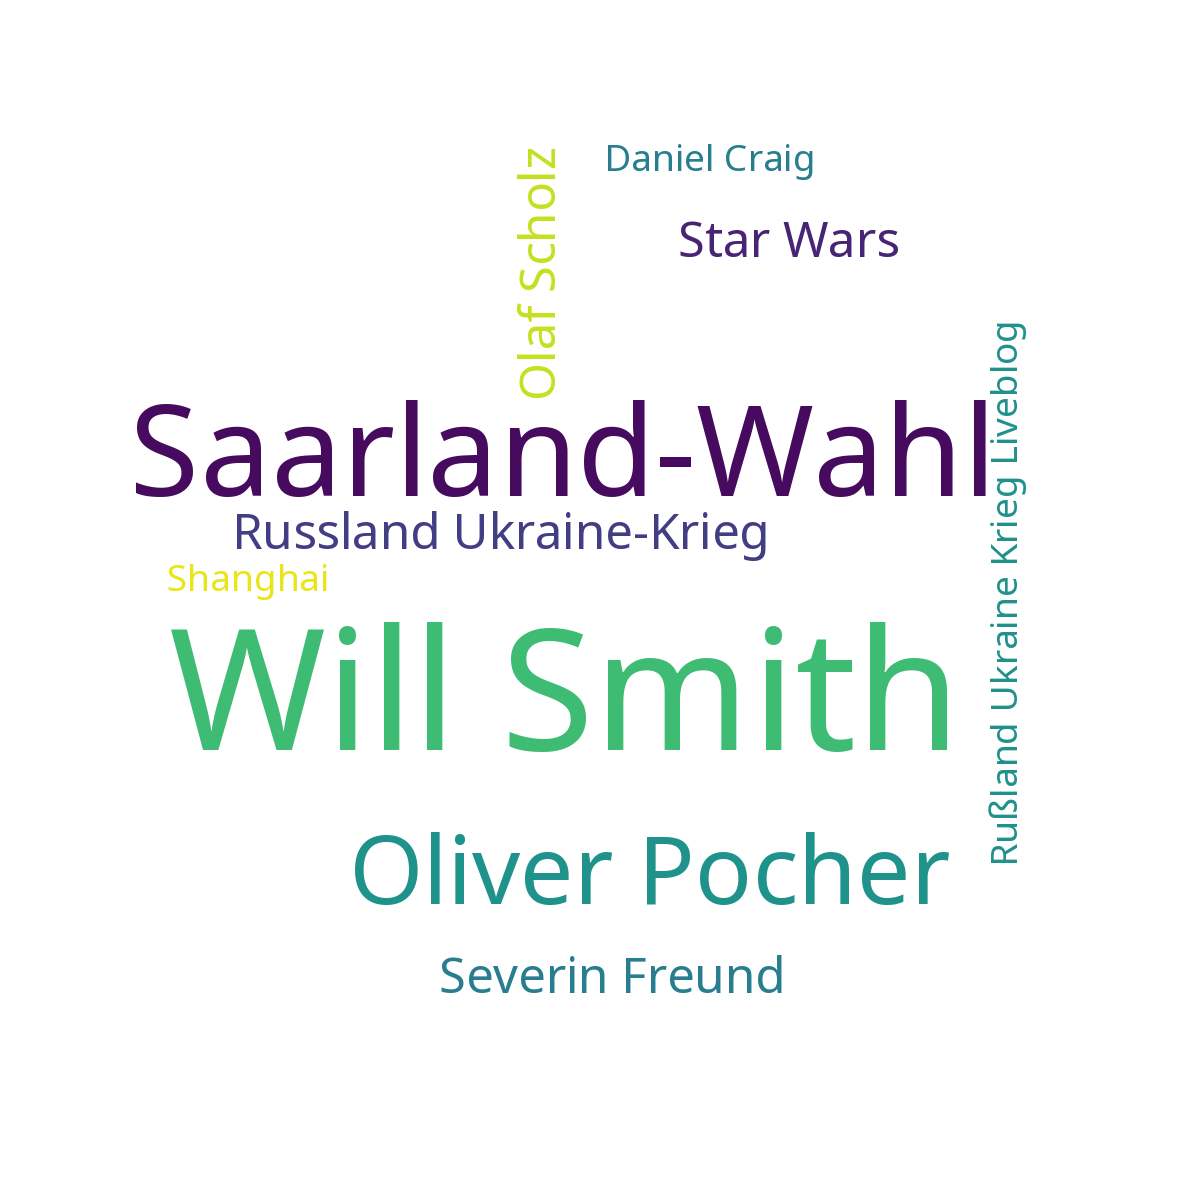 Daniel Craig
Olaf Scholz
Star Wars
Saarland-Wahl
Rußland Ukraine Krieg Liveblog
Russland Ukraine-Krieg
Shanghai
Will Smith
Oliver Pocher
Severin Freund